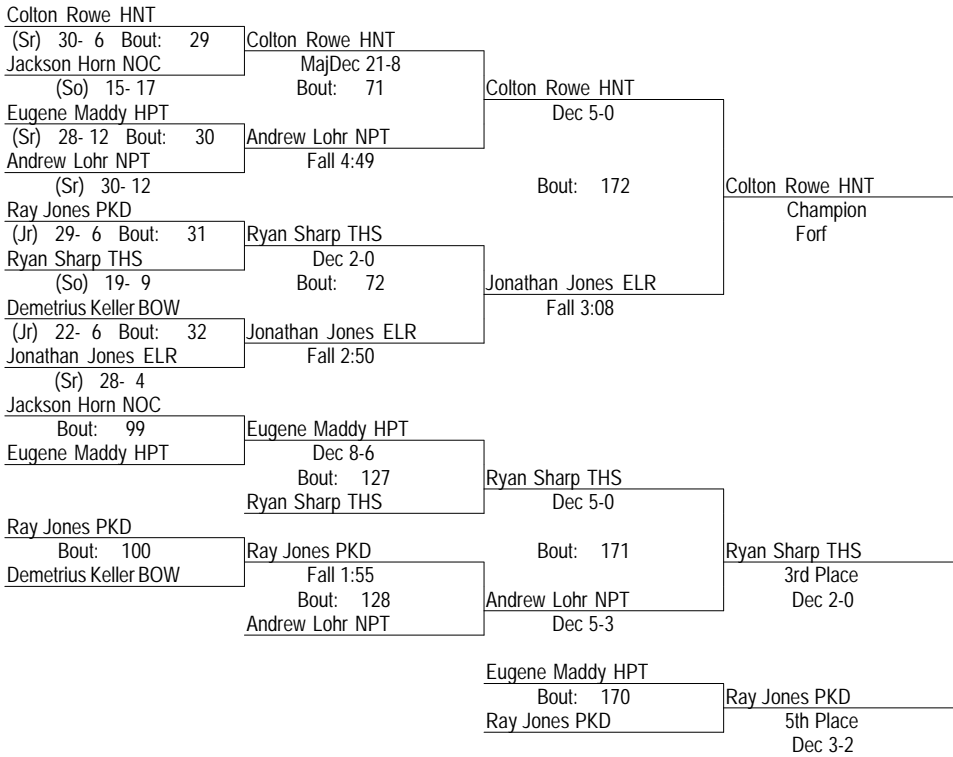 Colton Rowe HNT
(Sr) 30- 6 Bout: 29 Colton Rowe HNT
Jackson Horn NOC MajDec 21-8
(So) 15- 17 Bout: 71 Colton Rowe HNT
Eugene Maddy HPT Dec 5-0
(Sr) 28- 12 Bout: 30 Andrew Lohr NPT
Andrew Lohr NPT Fall 4:49
(Sr) 30- 12 Bout: 172 Colton Rowe HNT
Ray Jones PKD Champion
(Jr) 29- 6 Bout: 31 Ryan Sharp THS Forf
Ryan Sharp THS Dec 2-0
(So) 19- 9 Bout: 72 Jonathan Jones ELR
Demetrius Keller BOW Fall 3:08
(Jr) 22- 6 Bout: 32 Jonathan Jones ELR
Jonathan Jones ELR Fall 2:50
(Sr) 28- 4
Jackson Horn NOC
Bout: 99 Eugene Maddy HPT
Eugene Maddy HPT Dec 8-6
Bout: 127 Ryan Sharp THS
Ryan Sharp THS Dec 5-0
Ray Jones PKD
Bout: 100 Ray Jones PKD Bout: 171 Ryan Sharp THS
Demetrius Keller BOW Fall 1:55 3rd Place
Bout: 128 Andrew Lohr NPT Dec 2-0
Andrew Lohr NPT Dec 5-3
Eugene Maddy HPT
Bout: 170 Ray Jones PKD
Ray Jones PKD 5th Place
Dec 3-2